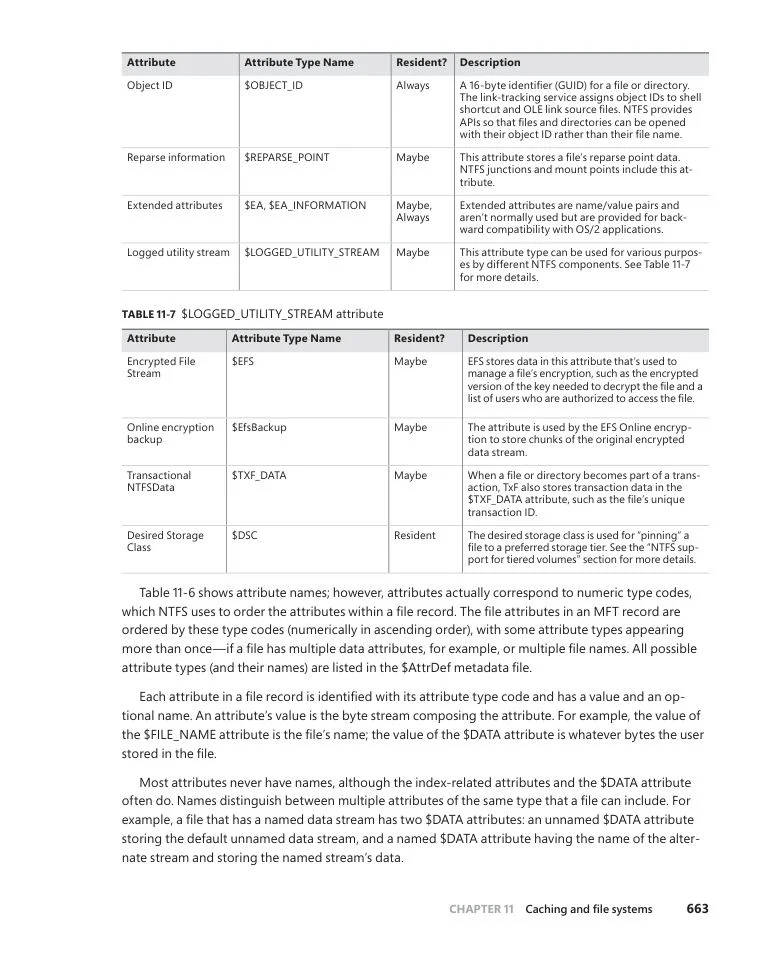 Attribute Attribute Type Name Resident? Description
Object ID $OBJECT_ID Always A 16-byte identifier (GUID) for a file or directory.
The link-tracking service assigns object IDs to shell
shortcut and OLE link source files. NTFS provides
APIs so that files and directories can be opened
with their object ID rather than their file name.
Reparse information $REPARSE_POINT Maybe This attribute stores a file's reparse point data.
NTFS junctions and mount points include this at-
tribute.
Extended attributes $EA, $EA_INFORMATION Maybe, Extended attributes are name/value pairs and
Always aren't normally used but are provided for back-
ward compatibility with OS/2 applications.
Logged utility stream $LOGGED_UTILITY_STREAM Maybe This attribute type can be used for various purpos-
es by different NTFS components. See Table 11-7
for more details.
TABLE 11-7 $LOGGED_UTILITY_STREAM attribute
Attribute Attribute Type Name Resident? Description
Encrypted File $EFS Maybe EFS stores data in this attribute that's used to
Stream manage a file's encryption, such as the encrypted
version of the key needed to decrypt the file and a
list of users who are authorized to access the file.
Online encryption $EfsBackup Maybe The attribute is used by the EFS Online encryp-
backup tion to store chunks of the original encrypted
data stream.
Transactional $TXF_DATA Maybe When a file or directory becomes part of a trans-
NTFSData action, TxF also stores transaction data in the
$TXF_DATA attribute, such as the file's unique
transaction ID.
Desired Storage $DSC Resident The desired storage class is used for "pinning" a
Class file to a preferred storage tier. See the "NTFS sup-
port for tiered volumes" section for more details.
Table 11-6 shows attribute names; however, attributes actually correspond to numeric type codes,
which NTFS uses to order the attributes within a file record. The file attributes in an MFT record are
ordered by these type codes (numerically in ascending order), with some attribute types appearing
more than once—if a file has multiple data attributes, for example, or multiple file names. All possible
attribute types (and their names) are listed in the $AttrDef metadata file.
Each attribute in a file record is identified with its attribute type code and has a value and an op-
tional name. An attribute's value is the byte stream composing the attribute. For example, the value of
the $FILE_NAME attribute is the file's name; the value of the $DATA attribute is whatever bytes the user
stored in the file.
Most attributes never have names, although the index-related attributes and the $DATA attribute
often do. Names distinguish between multiple attributes of the same type that a file can include. For
example, a file that has a named data stream has two $DATA attributes: an unnamed $DATA attribute
storing the default unnamed data stream, and a named $DATA attribute having the name of the alter-
nate stream and storing the named stream's data.
CHAPTER 11 Caching and file systems 663